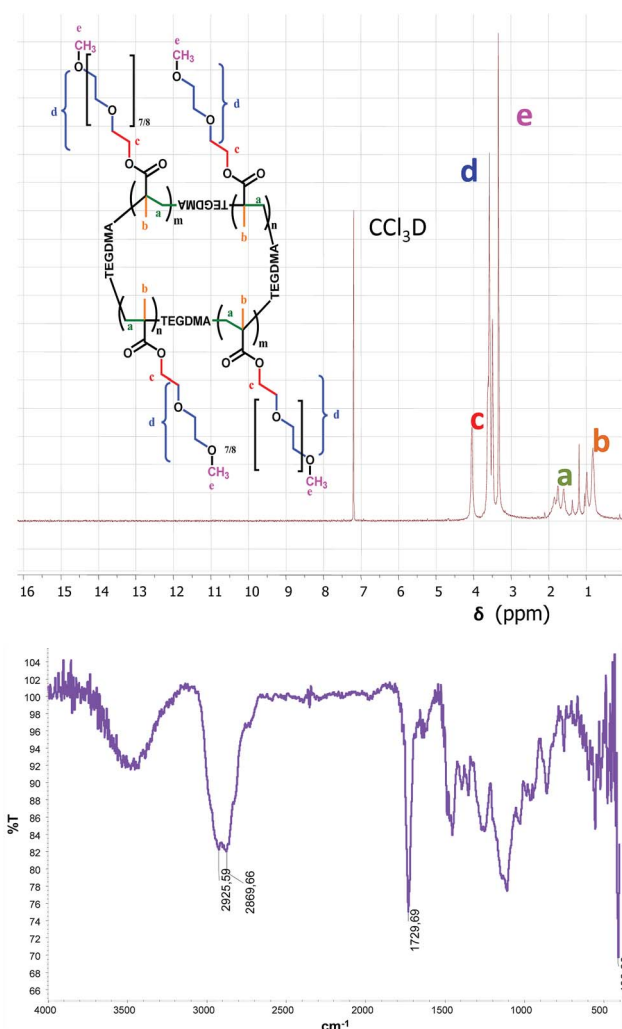 e
CH3
O
d
O
7/8
c
O
O
e
CH3
O
d
O
c
O
O
a
b
m
TEGDMA
a
b
n
TEGDMA
TEGDMA
b
a
n
TEGDMA
a
b
m
O
O
c
d
O
7/8
O
CH3
e
O
O
c
O
d
O
CH3
e
CCl3D
e
d
c
a
b
16 15 14 13 12 11 10 9 8 7 6 5 4 3 2 1
δ (ppm)
104
102
100
98
96
94
92
90
88
86
84
82
80
78
76
74
72
70
68
66
%T
2925,59
2869,66
1729,69
4000 3500 3000 2500 2000 1500 1000 500
cm-1